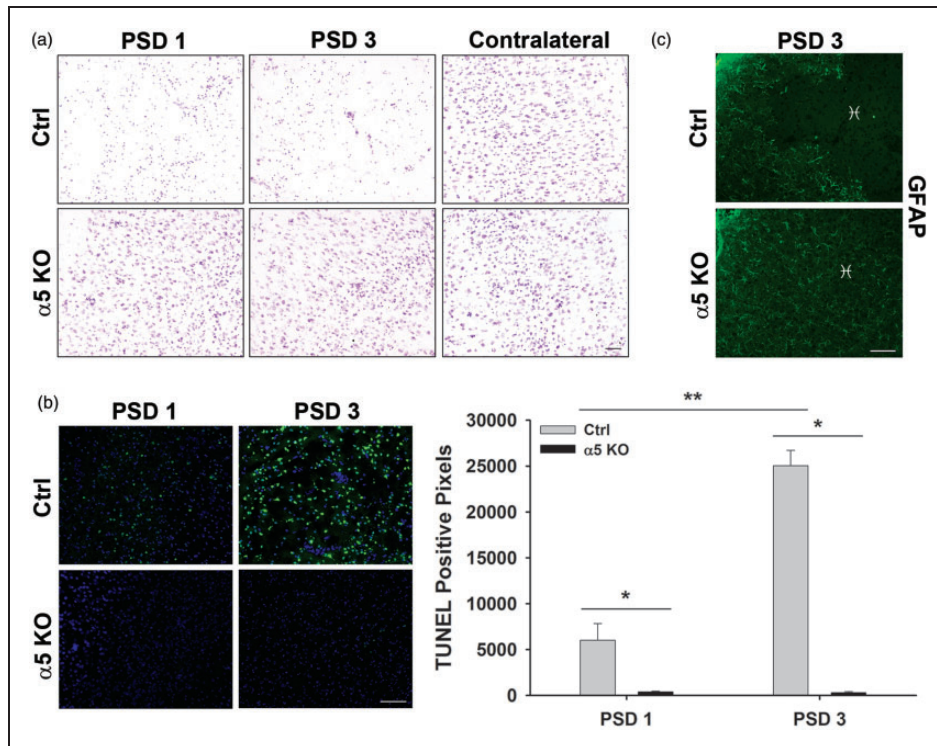 (a)
PSD 1
PSD 3
Contralateral
Ctrl
α5 KO
(c)
PSD 3
Ctrl
α5 KO
GFAP
(b)
PSD 1
PSD 3
Ctrl
α5 KO
TUNEL Positive Pixels
30000
25000
20000
15000
10000
5000
0
Ctrl
α5 KO
**
*
*
PSD 1
PSD 3